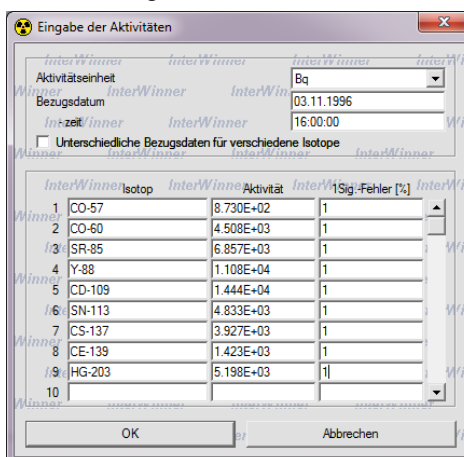 Eingabe der Aktivitäten
Aktivitätseinheit Bq
Bezugsdatum 03.11.1996
- zeit 16:00:00
Unterschiedliche Bezugsdaten für verschiedene Isotope
Isotop Aktivität 1Sig.-Fehler [%]
1 CO-57 8.730E+02 1
2 CO-60 4.508E+03 1
3 SR-85 6.857E+03 1
4 Y-88 1.108E+04 1
5 CD-109 1.444E+04 1
6 SN-113 4.833E+03 1
7 CS-137 3.927E+03 1
8 CE-139 1.423E+03 1
9 HG-203 5.198E+03 1
10
OK Abbrechen